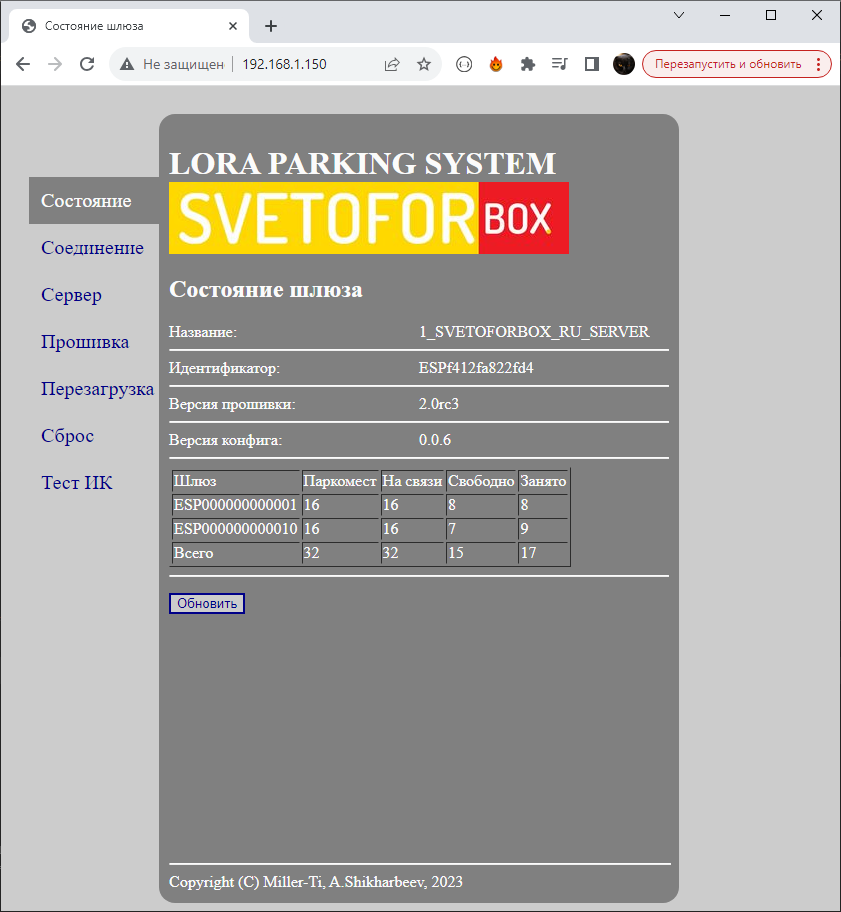 Состояние шлюза
Не защищен
192.168.1.150
Перезапустить и обновить
LORA PARKING SYSTEM
SVETOFOR BOX
Состояние
Соединение
Сервер
Прошивка
Перезагрузка
Сброс
Тест ИК
Состояние шлюза
Название: 1_SVETOFORBOX_RU_SERVER
Идентификатор: ESPf412fa822fd4
Версия прошивки: 2.0rc3
Версия конфига: 0.0.6
Шлюз Паркомест На связи Свободно Занято
ESP000000000001 16 16 8 8
ESP000000000010 16 16 7 9
Всего 32 32 15 17
Обновить
Copyright (C) Miller-Ti, A.Shikharbeev, 2023